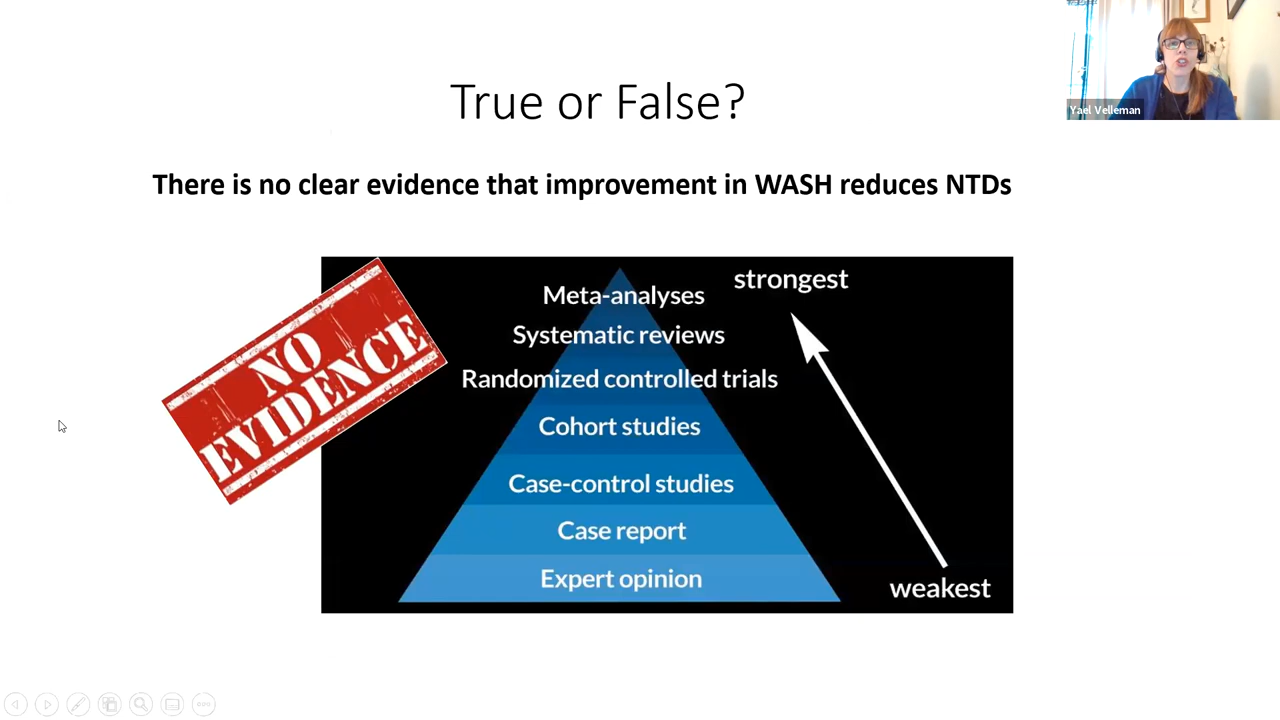 Yael Velleman
True or False?
There is no clear evidence that improvement in WASH reduces NTDs
NO
EVIDENCE
strongest
Meta-analyses
Systematic reviews
Randomized controlled trials
Cohort studies
Case-control studies
Case report
Expert opinion
weakest